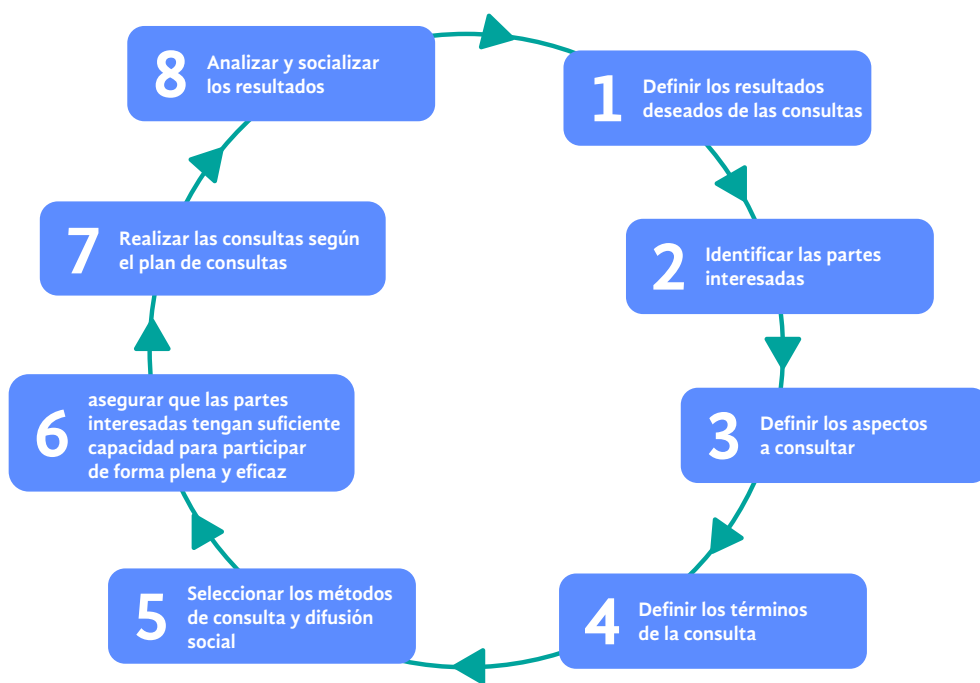 1
Definir los resultados
deseados de las consultas
2
Identificar las partes
interesadas
3
Definir los aspectos
a consultar
4
Definir los términos
de la consulta
5
Seleccionar los métodos
de consulta y difusión
social
6
asegurar que las partes
interesadas tengan suficiente
capacidad para participar
de forma plena y eficaz
7
Realizar las consultas según
el plan de consultas
8
Analizar y socializar
los resultados